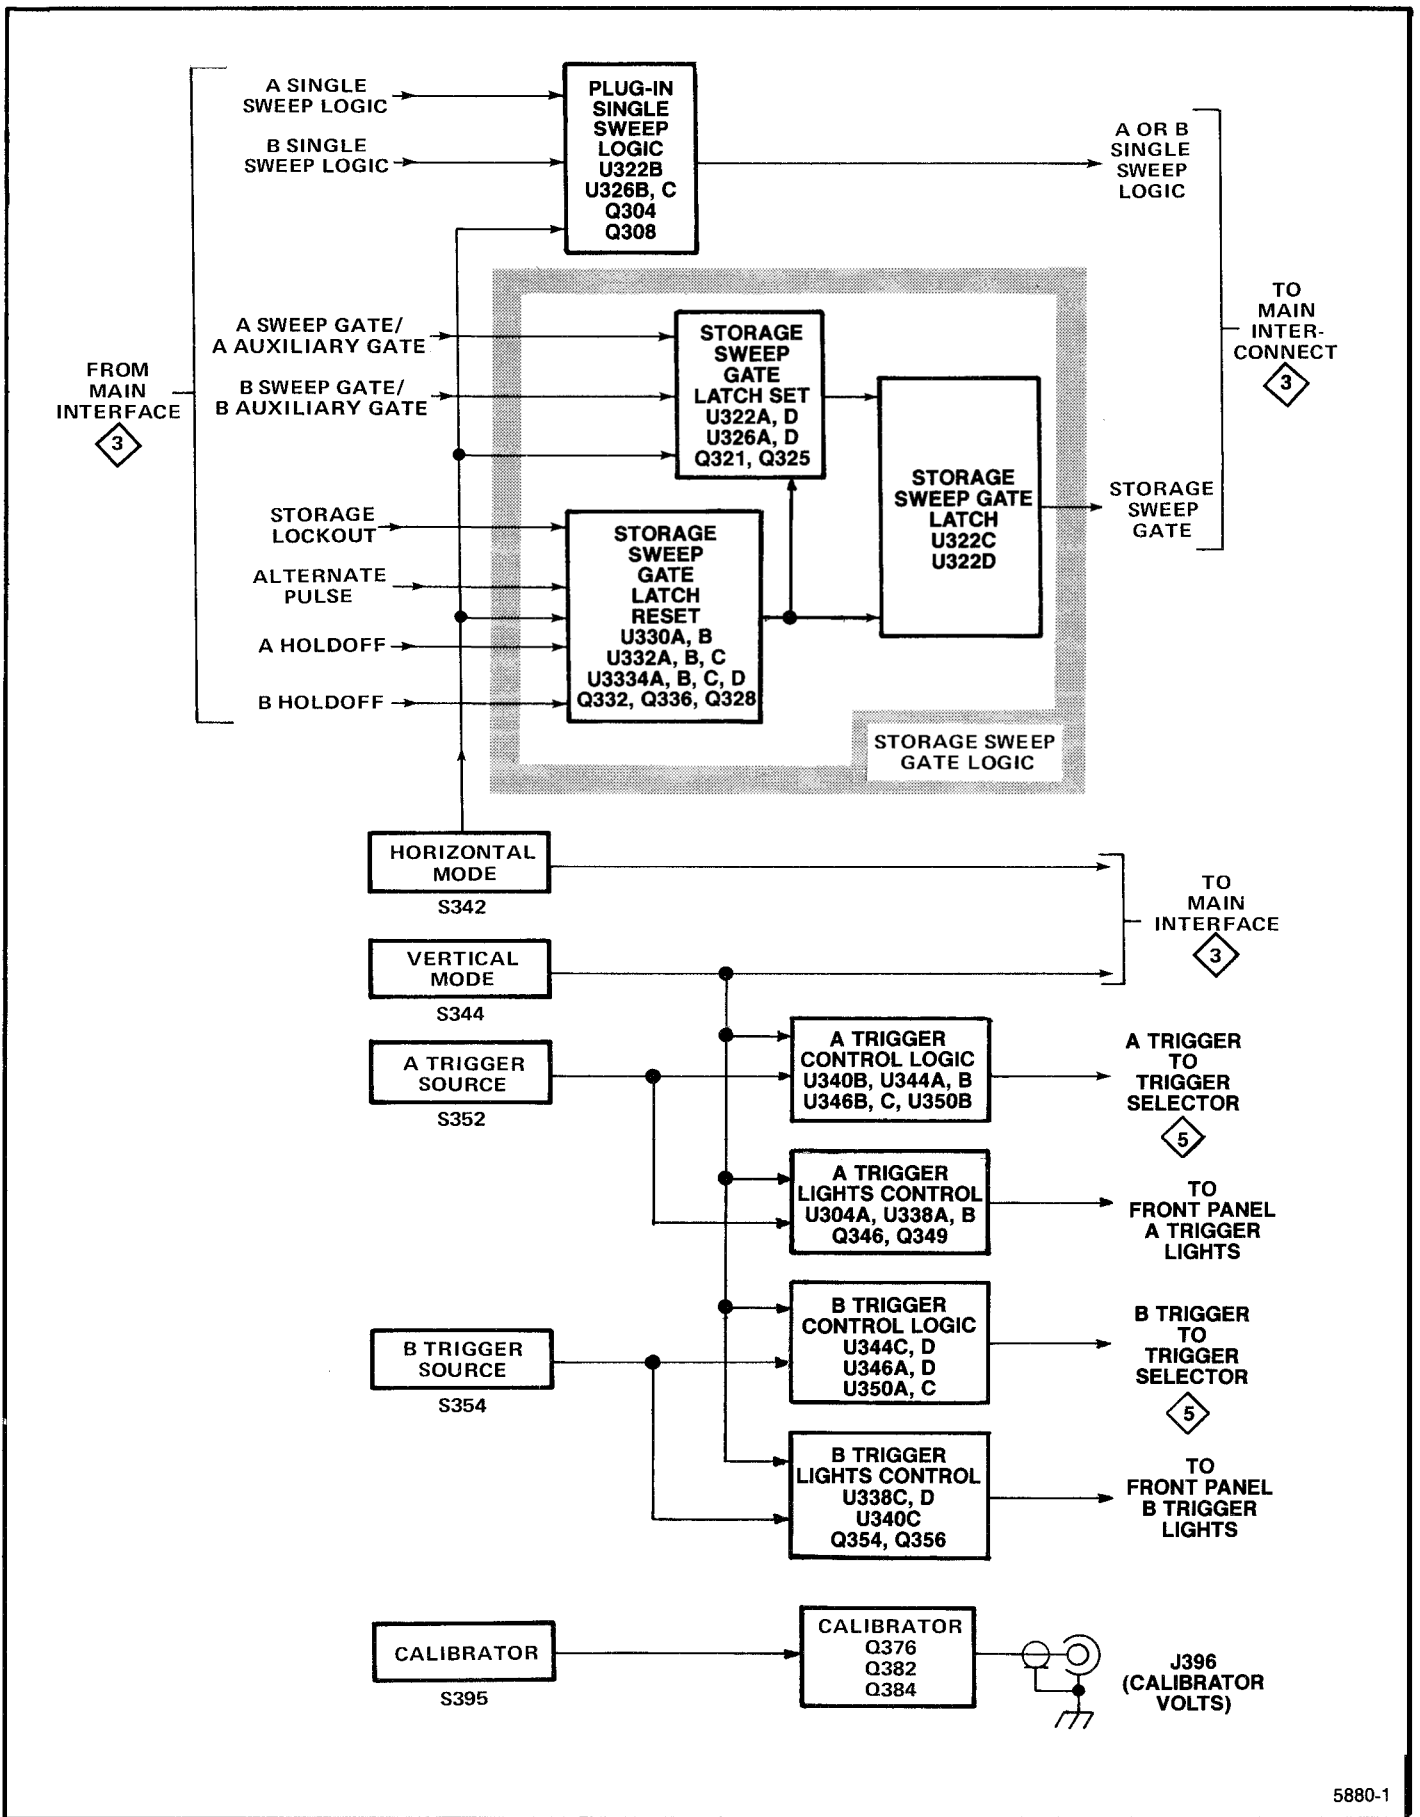 A SINGLE
SWEEP LOGIC
B SINGLE
SWEEP LOGIC
PLUG-IN
SINGLE
SWEEP
LOGIC
U322B
U326B, C
Q304
Q308
A OR B
SINGLE
SWEEP
LOGIC
FROM
MAIN
INTERFACE
3
A SWEEP GATE/
A AUXILIARY GATE
B SWEEP GATE/
B AUXILIARY GATE
STORAGE
SWEEP
GATE
LATCH SET
U322A, D
U326A, D
Q321, Q325
TO
MAIN
INTER-
CONNECT
3
STORAGE
LOCKOUT
ALTERNATE
PULSE
A HOLDOFF
B HOLDOFF
STORAGE
SWEEP
GATE
LATCH
RESET
U330A, B
U332A, B, C
U3334A, B, C, D
Q332, Q336, Q328
STORAGE
SWEEP GATE
LATCH
U322C
U322D
STORAGE
SWEEP
GATE
STORAGE SWEEP
GATE LOGIC
HORIZONTAL
MODE
S342
VERTICAL
MODE
S344
TO
MAIN
INTERFACE
3
A TRIGGER
SOURCE
S352
A TRIGGER
CONTROL LOGIC
U340B, U344A, B
U346B, C, U350B
A TRIGGER
TO
TRIGGER
SELECTOR
5
A TRIGGER
LIGHTS CONTROL
U304A, U338A, B
Q346, Q349
TO
FRONT PANEL
A TRIGGER
LIGHTS
B TRIGGER
SOURCE
S354
B TRIGGER
CONTROL LOGIC
U344C, D
U346A, D
U350A, C
B TRIGGER
TO
TRIGGER
SELECTOR
5
B TRIGGER
LIGHTS CONTROL
U338C, D
U340C
Q354, Q356
TO
FRONT PANEL
B TRIGGER
LIGHTS
CALIBRATOR
S395
CALIBRATOR
Q376
Q382
Q384
J396
(CALIBRATOR
VOLTS)
5880-1